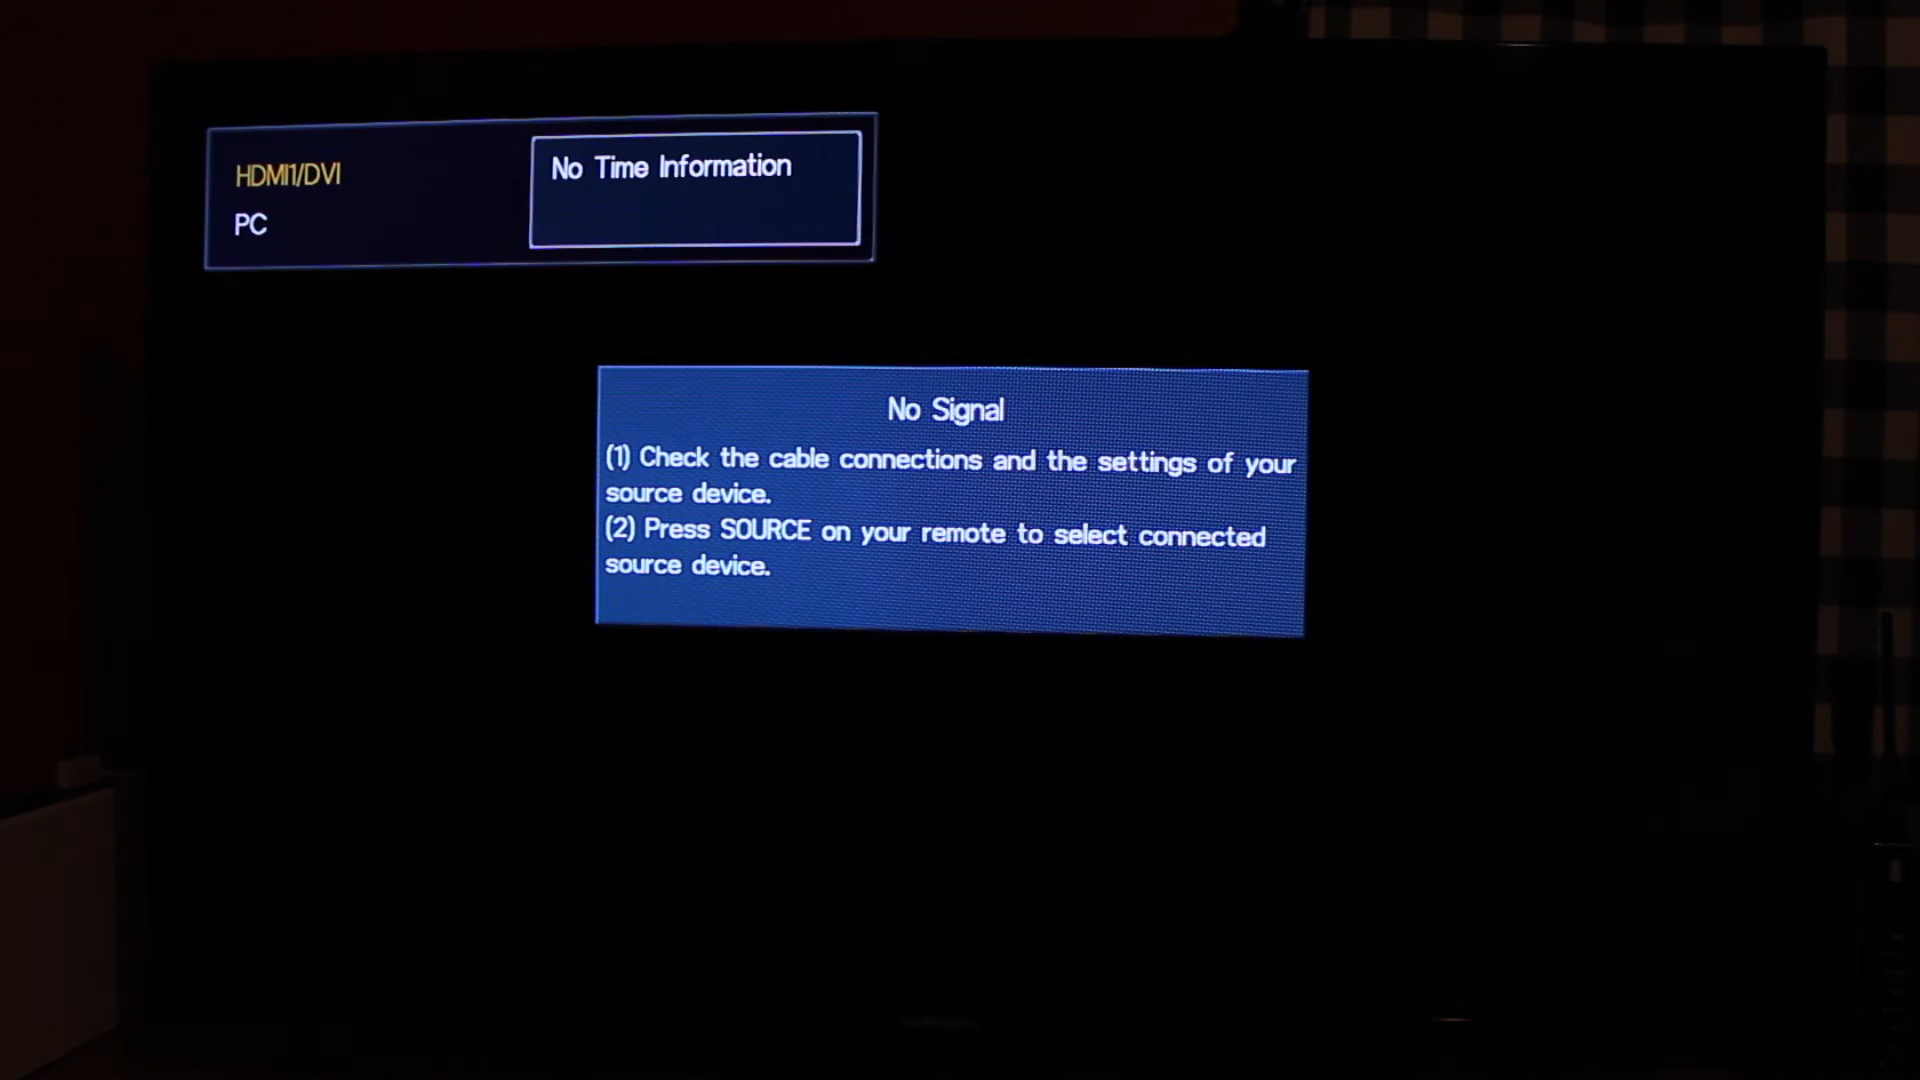 HDMI1/DVI
PC
No Time Information
No Signal
(1) Check the cable connections and the settings of your
source device.
(2) Press SOURCE on your remote to select connected
source device.